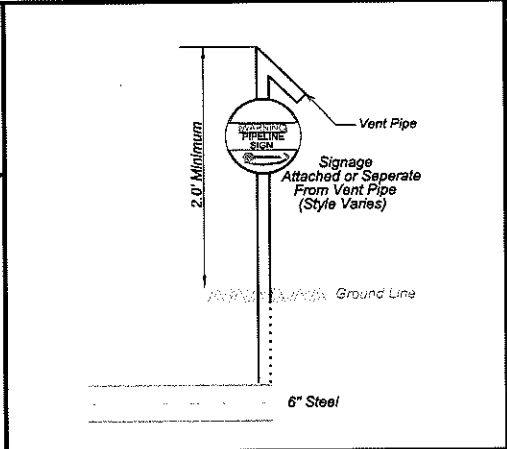 Vent Pipe
WARNING
PIPELINE
SIGN
Signage
Attached or Seperate
From Vent Pipe
(Style Varies)
2.0' Minimum
Ground Line
6" Steel